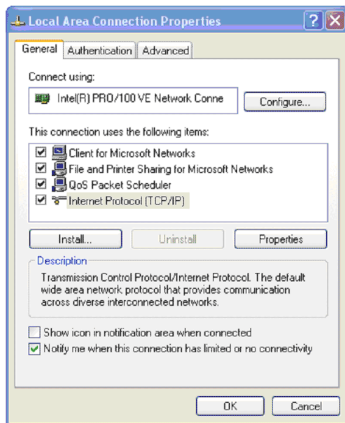 Local Area Connection Properties
General Authentication Advanced
Connect using:
Intel(R) PRO/100 VE Network Conne Configure...
This connection uses the following items:
Client for Microsoft Networks
File and Printer Sharing for Microsoft Networks
QoS Packet Scheduler
Internet Protocol (TCP/IP)
Install... Uninstall Properties
Description
Transmission Control Protocol/Internet Protocol. The default
wide area network protocol that provides communication
across diverse interconnected networks.
Show icon in notification area when connected
Notify me when this connection has limited or no connectivity
OK Cancel